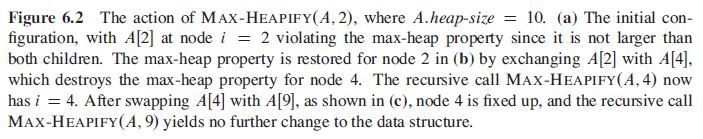 Figure 6.2 The action of MAX-HEAPIFY(A, 2), where A.heap-size = 10. (a) The initial con-
figuration, with A[2] at node i = 2 violating the max-heap property since it is not larger than
both children. The max-heap property is restored for node 2 in (b) by exchanging A[2] with A[4],
which destroys the max-heap property for node 4. The recursive call MAX-HEAPIFY(A, 4) now
has i = 4. After swapping A[4] with A[9], as shown in (c), node 4 is fixed up, and the recursive call
MAX-HEAPIFY(A, 9) yields no further change to the data structure.